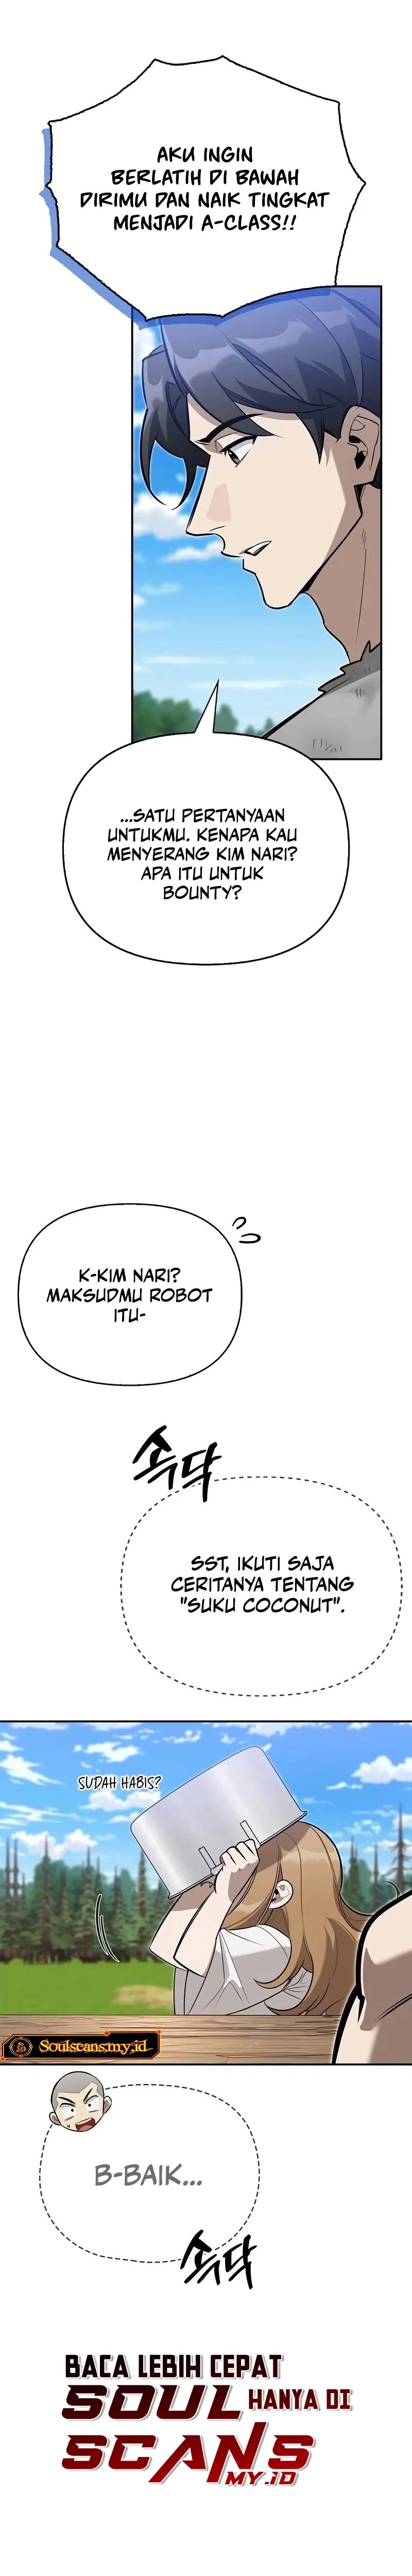 AKU INGIN
BERLATIH DI BAWAH
DIRIMU DAN NAIK TINGKAT
MENJADI A-CLASS!!
...SATU PERTANYAAN
UNTUKMU. KENAPA KAU
MENYERANG KIM NARI?
APA ITU UNTUK
BOUNTY?
K-KIM NARI?
MAKSUDMU ROBOT
ITU-
속닥
SST, IKUTI SAJA
CERITANYA TENTANG
"SUKU COCONUT".
SUDAH HABIS?
Soulscans.my.id
B-BAIK...
속닥
BACA LEBIH CEPAT
SOUL HANYA DI
SCANS
MY.ID